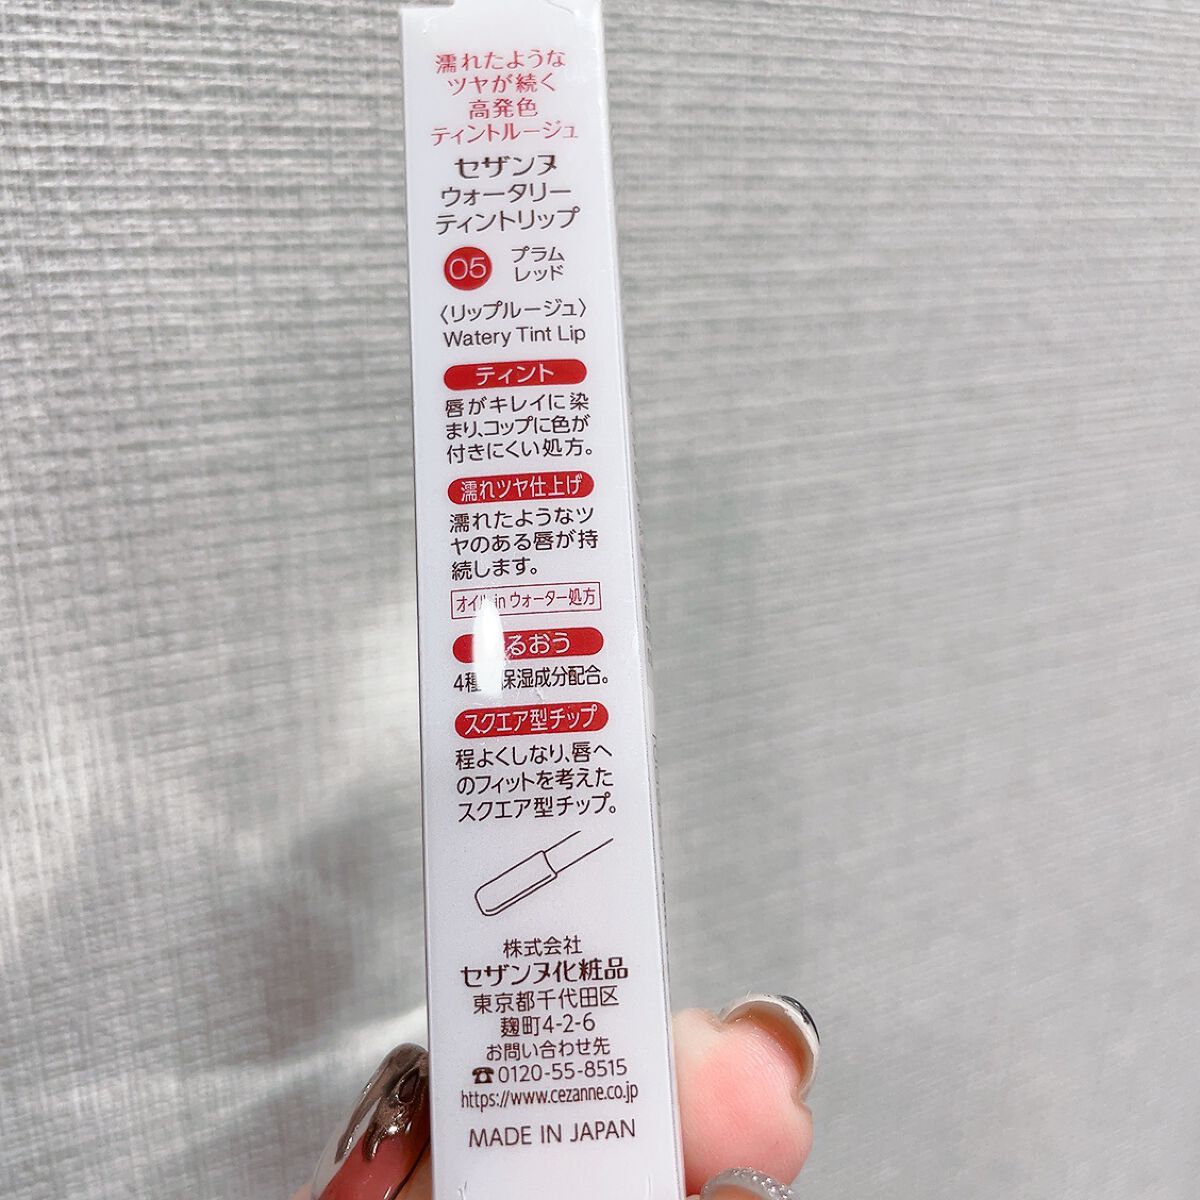 濡れたような
ツヤが続く
高発色
ティントルージュ
セザンヌ
ウォータリー
ティントリップ
05 プラム
レッド
〈リップルージュ〉
Watery Tint Lip
ティント
唇がキレイに染
まり、コップに色が
付きにくい処方。
濡れツヤ仕上げ
濡れたようなツ
ヤのある唇が持
続します。
オイル in ウォーター処方
るおう
4種 保湿成分配合。
スクエア型チップ
程よくしなり、唇へ
のフィットを考えた
スクエア型チップ。
株式会社
セザンヌ化粧品
東京都千代田区
麹町4-2-6
お問い合わせ先
☎0120-55-8515
https://www.cezanne.co.jp
MADE IN JAPAN